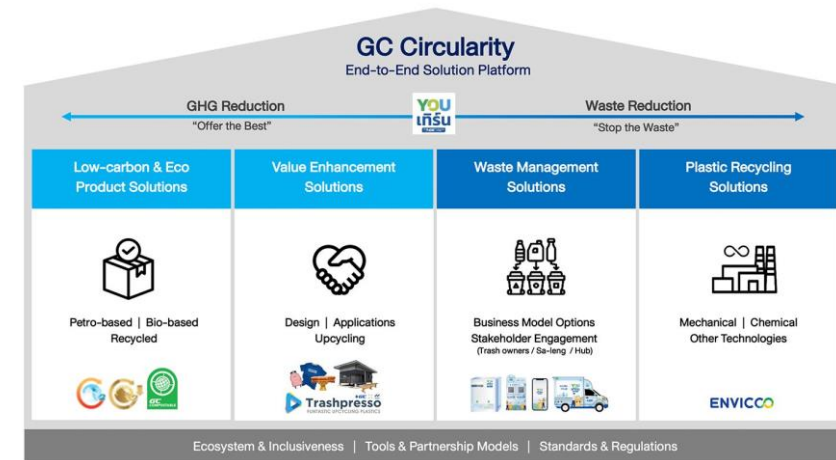 GC Circularity
End-to-End Solution Platform
GHG Reduction
"Offer the Best"
YOU
เทิร์น
Waste Reduction
"Stop the Waste"
Low-carbon & Eco
Product Solutions
Value Enhancement
Solutions
Waste Management
Solutions
Plastic Recycling
Solutions
Petro-based | Bio-based
Recycled
Design | Applications
Upcycling
Business Model Options
Stakeholder Engagement
(Trash owners / Sa-leng / Hub)
Mechanical | Chemical
Other Technologies
Trashpresso
FANTASTIC UPCYCLING PLASTICS
ENVICCO
Ecosystem & Inclusiveness | Tools & Partnership Models | Standards & Regulations